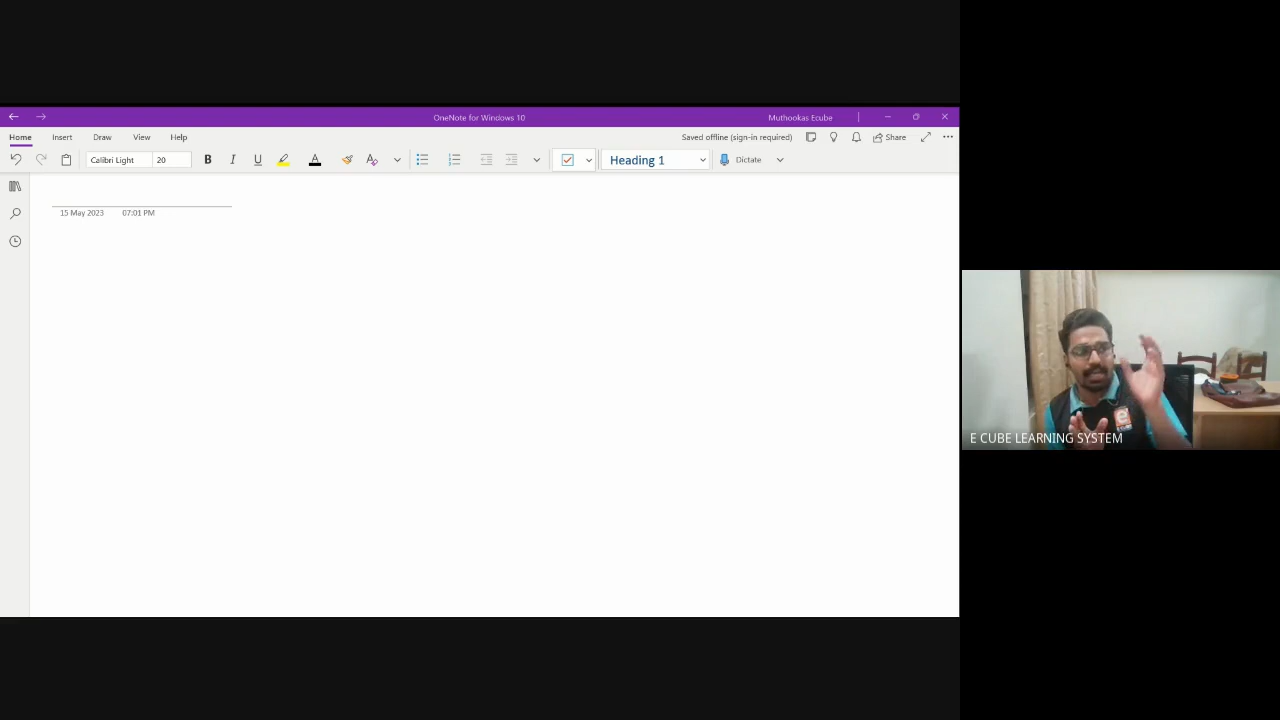 OneNote for Windows 10
Muthookas Ecube
Home Insert Draw View Help
Saved offline (sign-in required)
Share
Calibri Light 20
B I U A
Heading 1
Dictate
15 May 2023 07:01 PM
E CUBE LEARNING SYSTEM